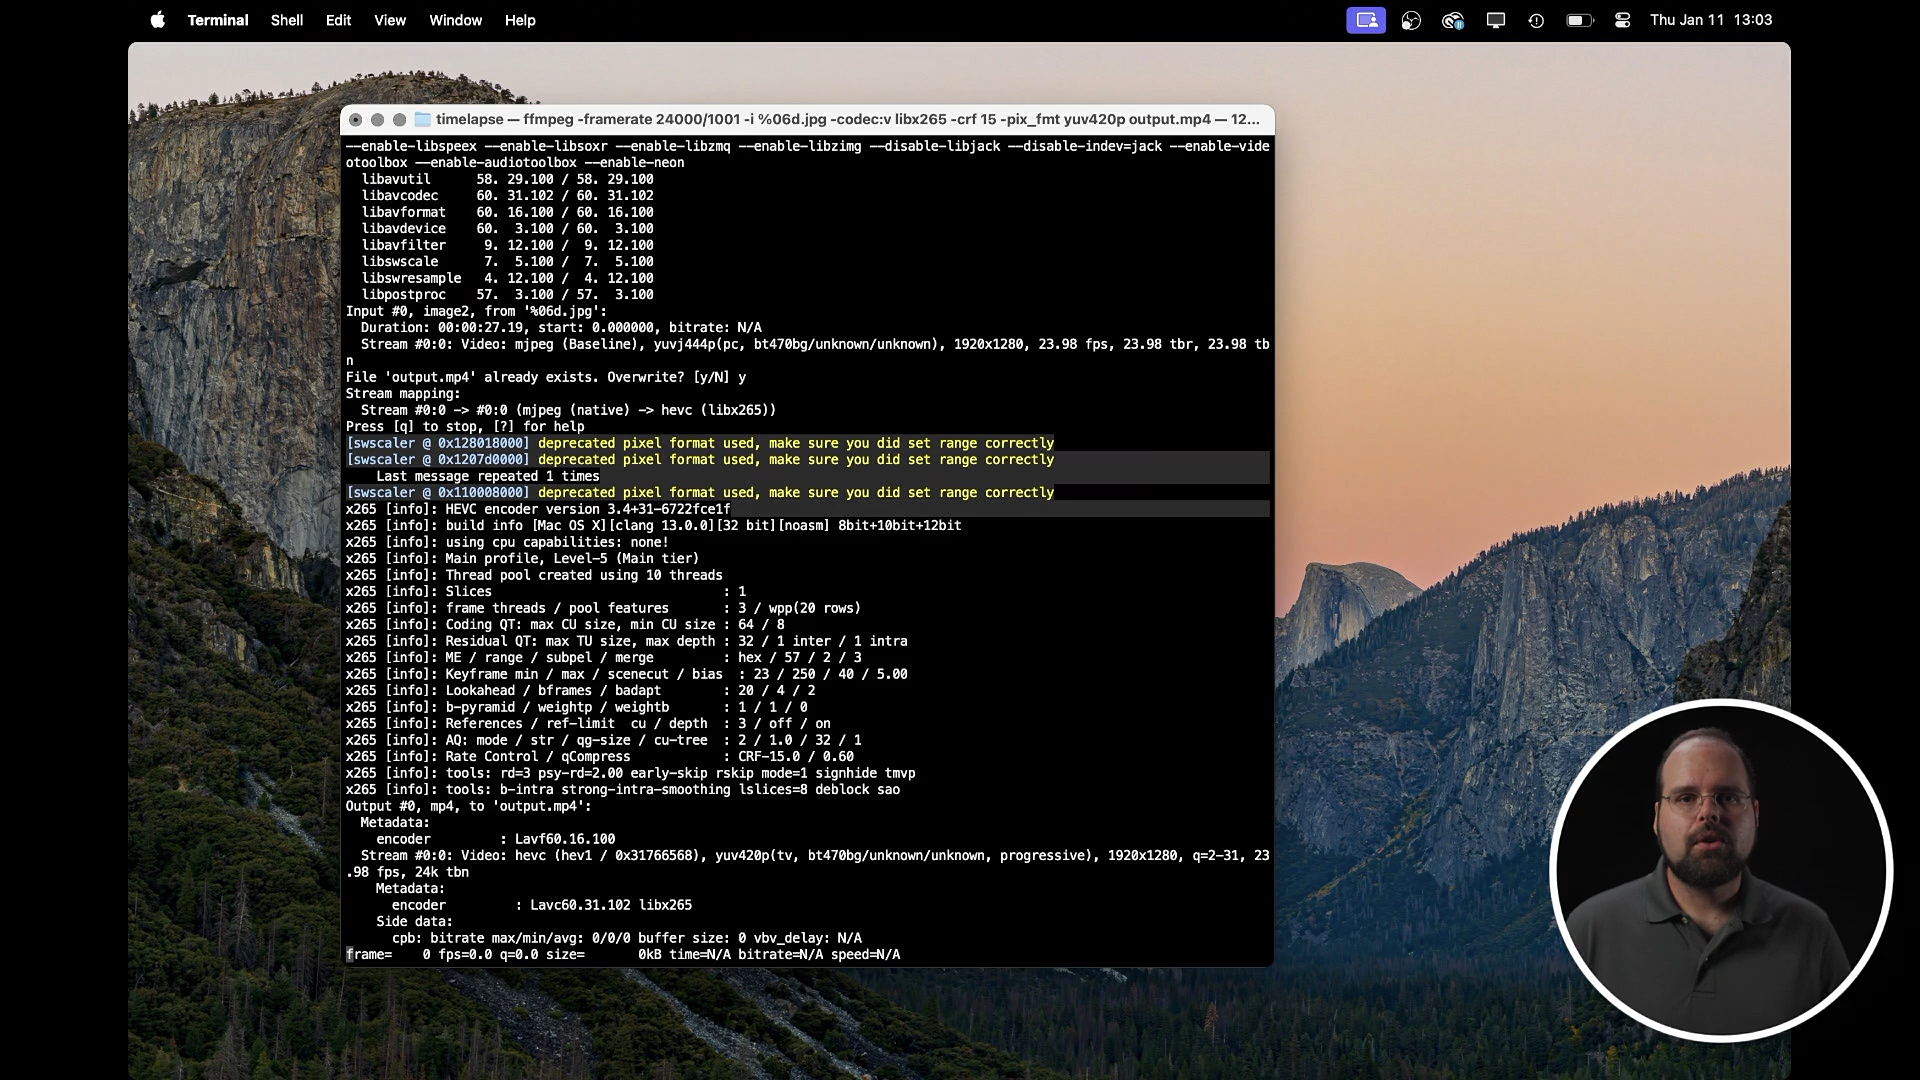 Terminal Shell Edit View Window Help Thu Jan 11 13:03
timelapse — ffmpeg -framerate 24000/1001 -i %06d.jpg -codec:v libx265 -crf 15 -pix_fmt yuv420p output.mp4 — 12...
--enable-libspeex --enable-libsoxr --enable-libzmq --enable-libzimg --disable-libjack --disable-indev=jack --enable-vide
otoolbox --enable-audiotoolbox --enable-neon
libavutil 58. 29.100 / 58. 29.100
libavcodec 60. 31.102 / 60. 31.102
libavformat 60. 16.100 / 60. 16.100
libavdevice 60. 3.100 / 60. 3.100
libavfilter 9. 12.100 / 9. 12.100
libswscale 7. 5.100 / 7. 5.100
libswresample 4. 12.100 / 4. 12.100
libpostproc 57. 3.100 / 57. 3.100
Input #0, image2, from '%06d.jpg':
Duration: 00:00:27.19, start: 0.000000, bitrate: N/A
Stream #0:0: Video: mjpeg (Baseline), yuvj444p(pc, bt470bg/unknown/unknown), 1920x1280, 23.98 fps, 23.98 tbr, 23.98 tb
n
File 'output.mp4' already exists. Overwrite? [y/N] y
Stream mapping:
Stream #0:0 -> #0:0 (mjpeg (native) -> hevc (libx265))
Press [q] to stop, [?] for help
[swscaler @ 0x128018000] deprecated pixel format used, make sure you did set range correctly
[swscaler @ 0x1207d0000] deprecated pixel format used, make sure you did set range correctly
Last message repeated 1 times
[swscaler @ 0x110008000] deprecated pixel format used, make sure you did set range correctly
x265 [info]: HEVC encoder version 3.4+31-6722fce1f
x265 [info]: build info [Mac OS X][clang 13.0.0][32 bit][noasm] 8bit+10bit+12bit
x265 [info]: using cpu capabilities: none!
x265 [info]: Main profile, Level-5 (Main tier)
x265 [info]: Thread pool created using 10 threads
x265 [info]: Slices : 1
x265 [info]: frame threads / pool features : 3 / wpp(20 rows)
x265 [info]: Coding QT: max CU size, min CU size : 64 / 8
x265 [info]: Residual QT: max TU size, max depth : 32 / 1 inter / 1 intra
x265 [info]: ME / range / subpel / merge : hex / 57 / 2 / 3
x265 [info]: Keyframe min / max / scenecut / bias : 23 / 250 / 40 / 5.00
x265 [info]: Lookahead / bframes / badapt : 20 / 4 / 2
x265 [info]: b-pyramid / weightp / weightb : 1 / 1 / 0
x265 [info]: References / ref-limit cu / depth : 3 / off / on
x265 [info]: AQ: mode / str / qg-size / cu-tree : 2 / 1.0 / 32 / 1
x265 [info]: Rate Control / qCompress : CRF-15.0 / 0.60
x265 [info]: tools: rd=3 psy-rd=2.00 early-skip rskip mode=1 signhide tmvp
x265 [info]: tools: b-intra strong-intra-smoothing lslices=8 deblock sao
Output #0, mp4, to 'output.mp4':
Metadata:
encoder : Lavf60.16.100
Stream #0:0: Video: hevc (hev1 / 0x31766568), yuv420p(tv, bt470bg/unknown/unknown, progressive), 1920x1280, q=2-31, 23
.98 fps, 24k tbn
Metadata:
encoder : Lavc60.31.102 libx265
Side data:
cpb: bitrate max/min/avg: 0/0/0 buffer size: 0 vbv_delay: N/A
frame= 0 fps=0.0 q=0.0 size= 0kB time=N/A bitrate=N/A speed=N/A